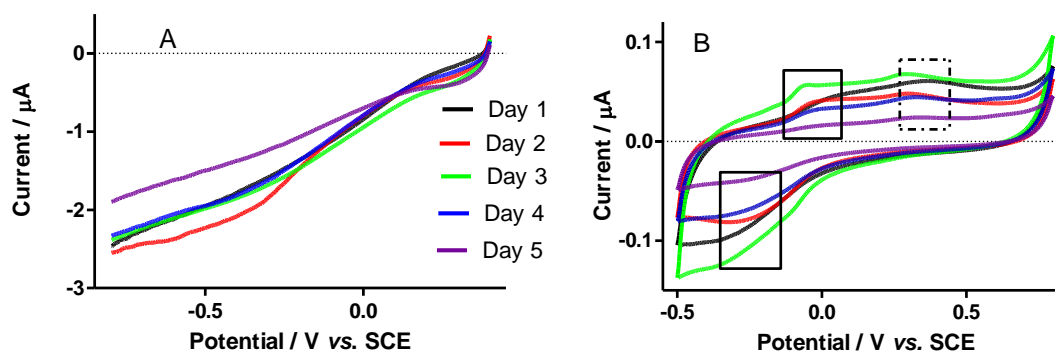 A
0
-1
-2
-3
Current / μA
-0.5
0.0
Potential / V vs. SCE
Day 1
Day 2
Day 3
Day 4
Day 5
B
0.1
0.0
-0.1
Current / μA
-0.5
0.0
0.5
Potential / V vs. SCE